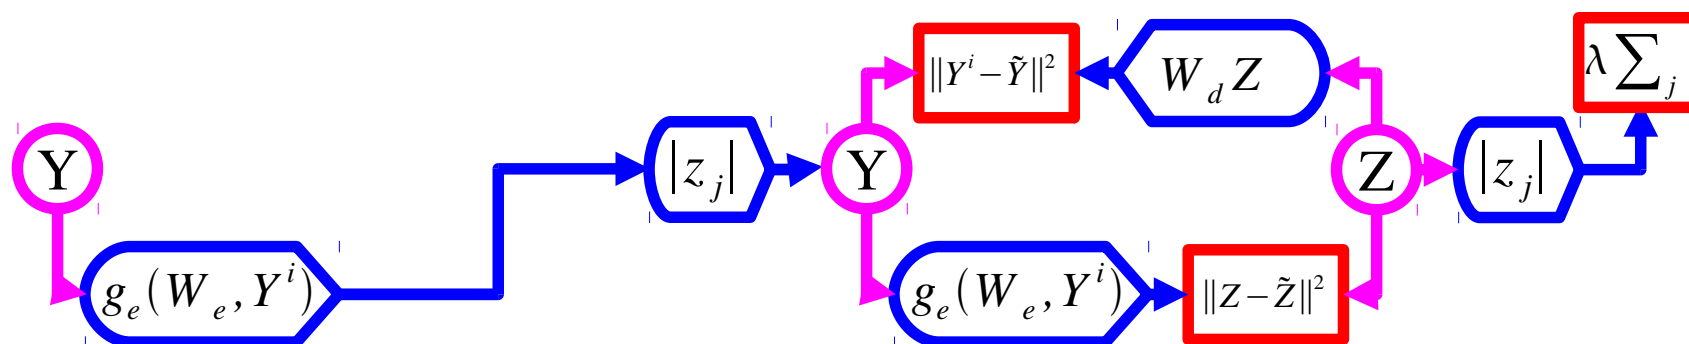 ‖Y^i − Ỹ‖²
W_d Z
λ∑_j
Y
|z_j|
Y
Z
|z_j|
g_e(W_e, Y^i)
g_e(W_e, Y^i)
‖Z − Z̃‖²